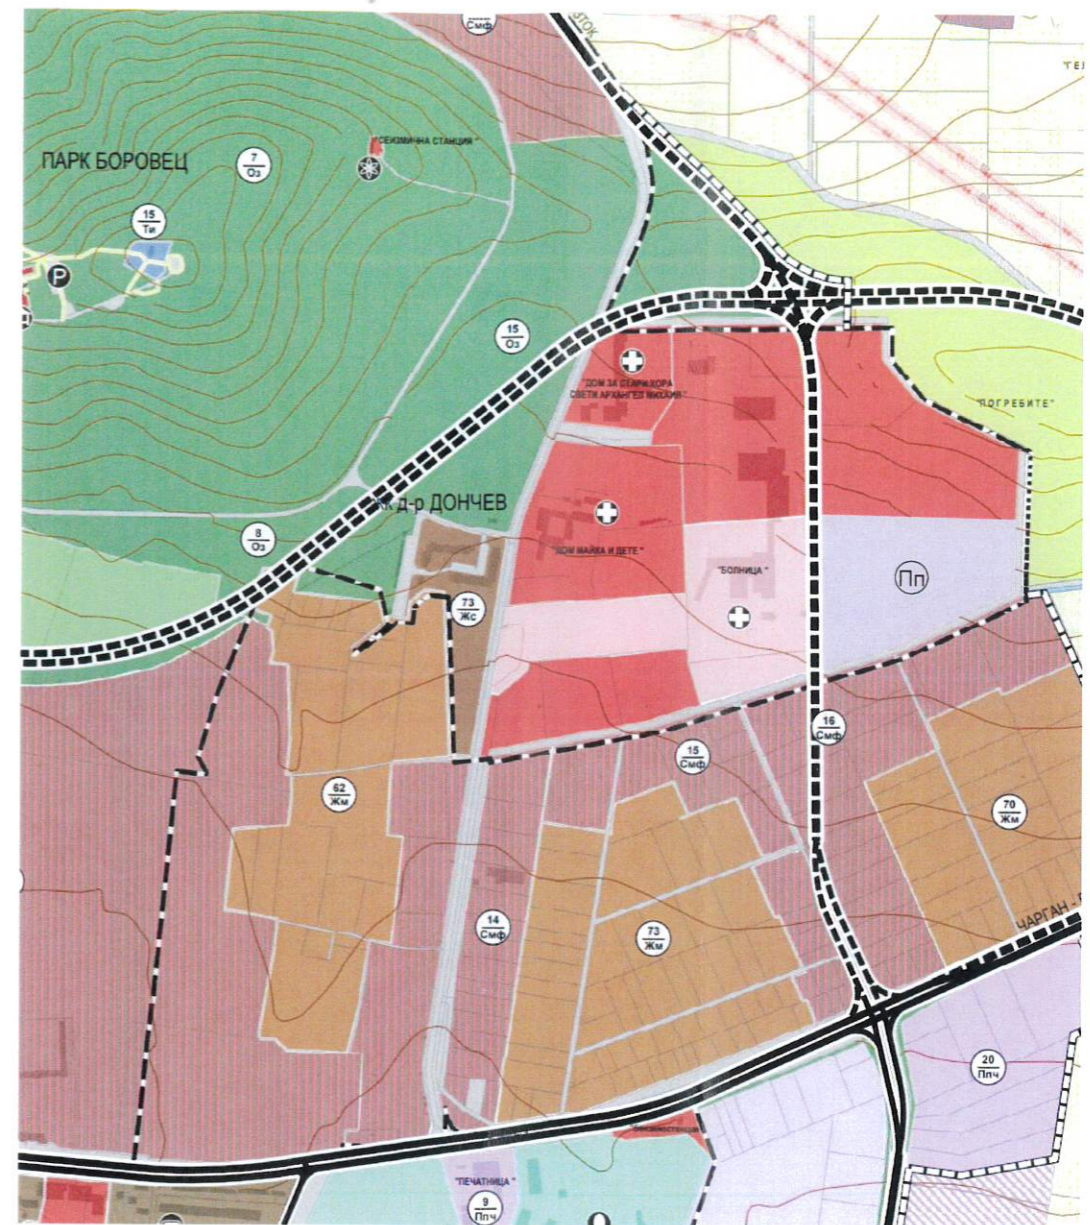 Смф
ПАРК БОРОВЕЦ
7
Оз
"СЕИЗМИЧНА СТАНЦИЯ"
15
Ти
P
15
Оз
"ДОМ ЗА СТАРИ ХОРА
СВЕТИ АРХАНГЕЛ МИХАИЛ"
"ПОГРЕБИТЕ"
д-р ДОНЧЕВ
8
Оз
"ДОМ МАЙКА И ДЕТЕ"
"БОЛНИЦА"
Пп
73
Жс
16
Смф
15
Смф
62
Жм
70
Жм
14
Смф
73
Жм
ЧАРГАН -
20
Ппч
"ПЕЧАТНИЦА"
9
Ппч